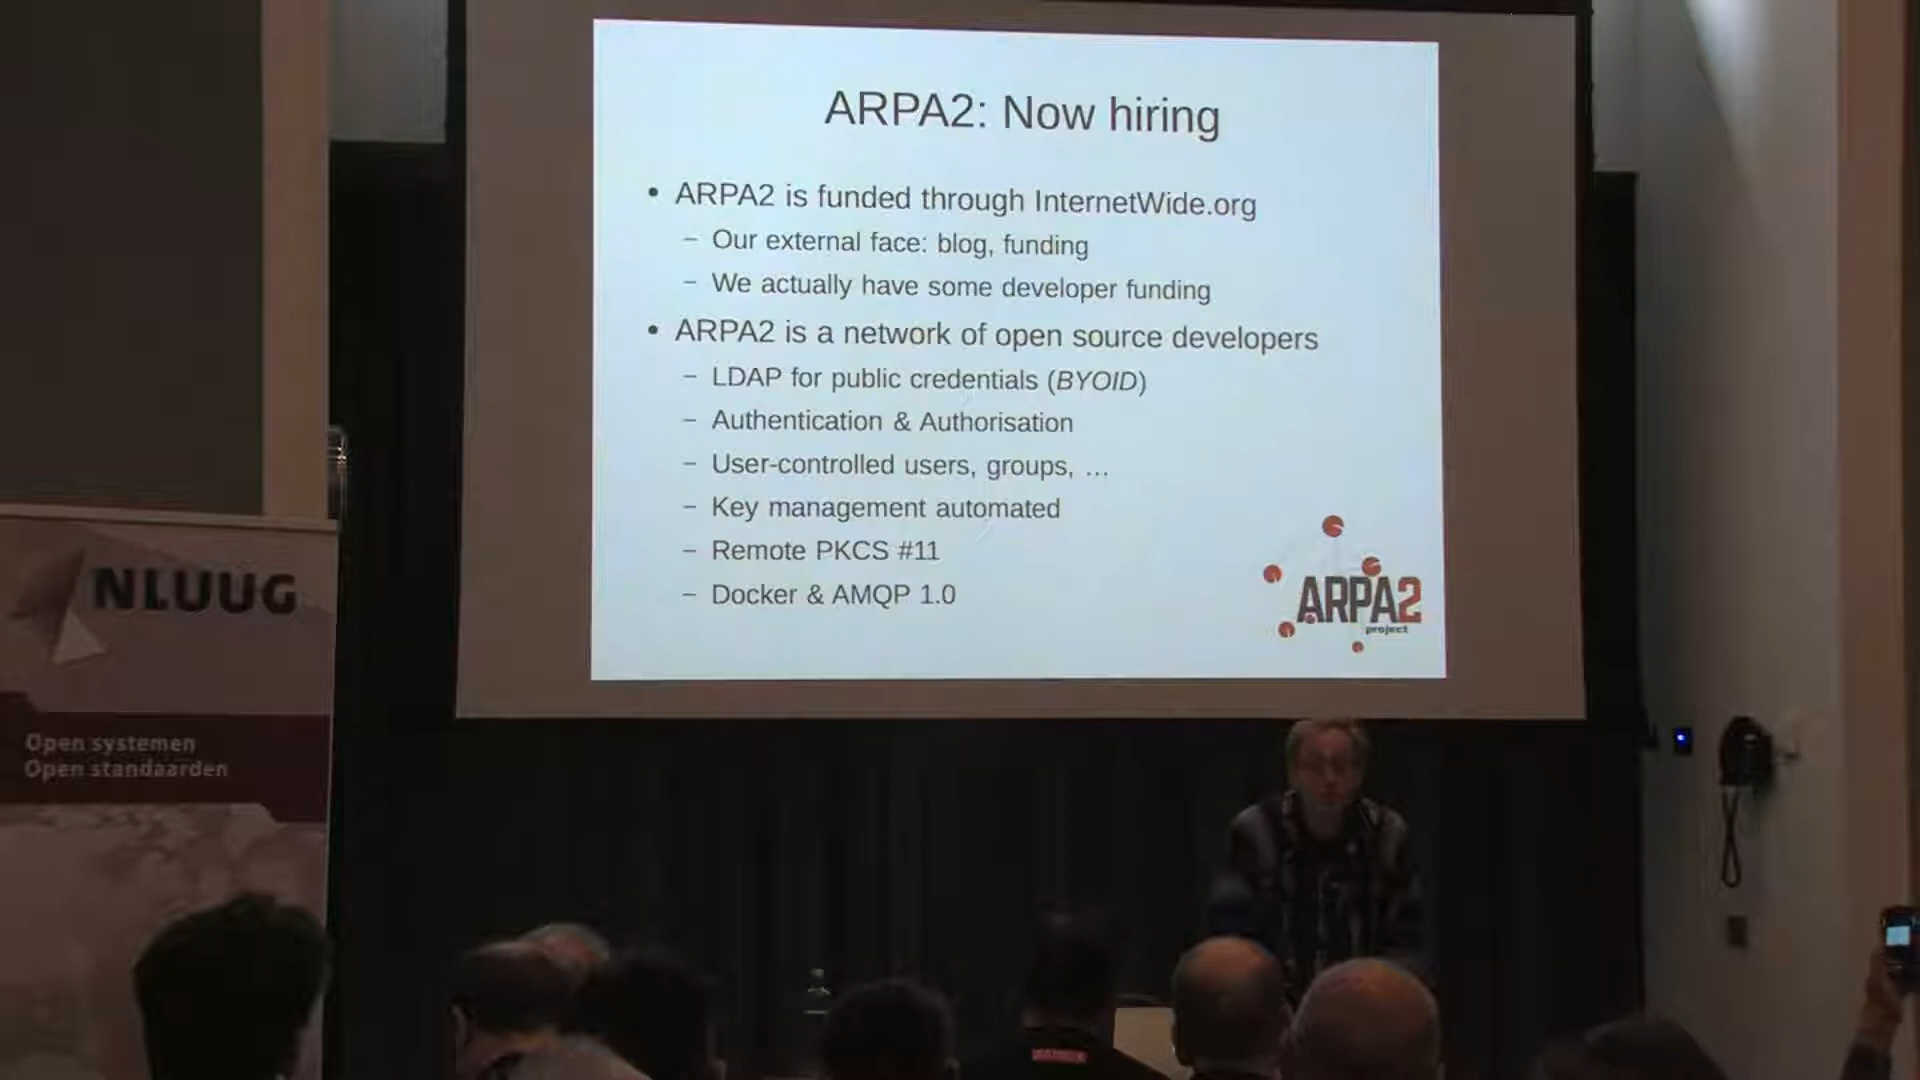 ARPA2: Now hiring
• ARPA2 is funded through InternetWide.org
– Our external face: blog, funding
– We actually have some developer funding
• ARPA2 is a network of open source developers
– LDAP for public credentials (BYOID)
– Authentication & Authorisation
– User-controlled users, groups, …
– Key management automated
– Remote PKCS #11
– Docker & AMQP 1.0
ARPA2
project
NLUUG
Open systemen
Open standaarden